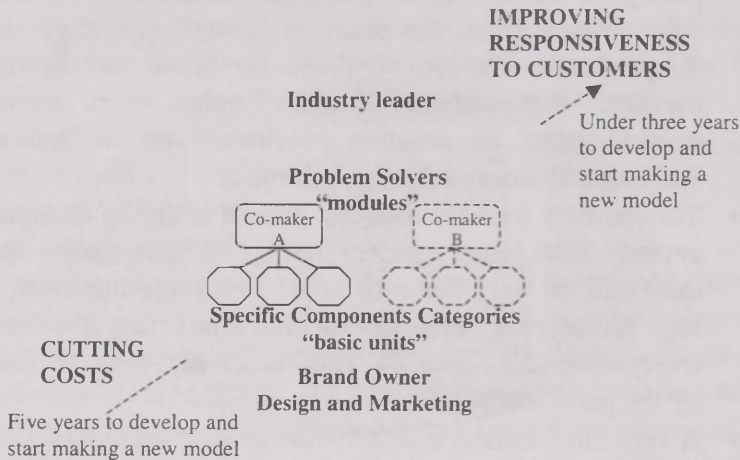 IMPROVING
RESPONSIVENESS
TO CUSTOMERS
Industry leader
Under three years
to develop and
start making a
new model
Problem Solvers
“modules”
Co-maker
A
Co-maker
B
Specific Components Categories
“basic units”
CUTTING
COSTS
Brand Owner
Design and Marketing
Five years to develop and
start making a new model